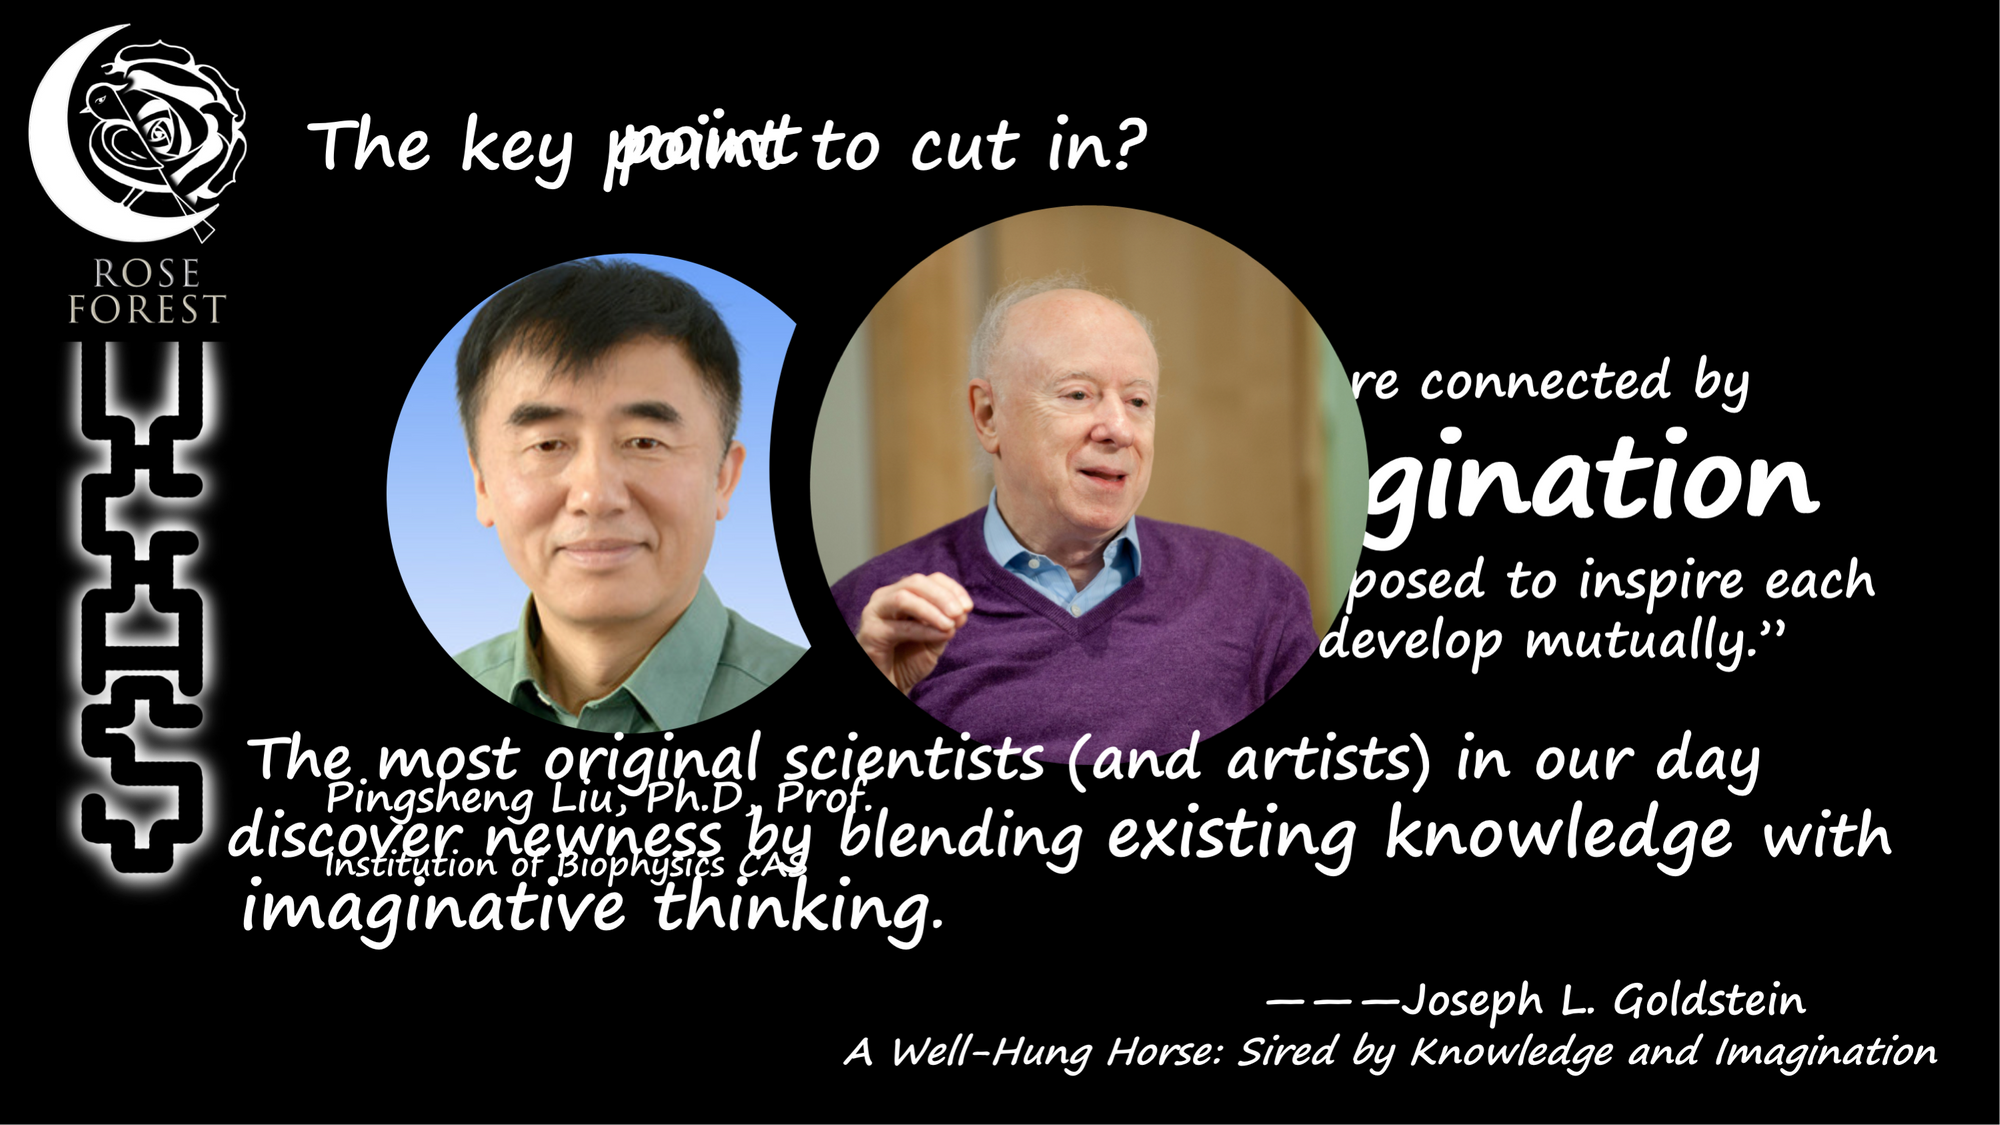 ROSE
FOREST
The key point to cut in?
re connected by
gination
posed to inspire each
develop mutually.”
The most original scientists (and artists) in our day
Pingsheng Liu, Ph.D, Prof.
discover newness by blending existing knowledge with
Institution of Biophysics CAS
imaginative thinking.
———Joseph L. Goldstein
A Well-Hung Horse: Sired by Knowledge and Imagination